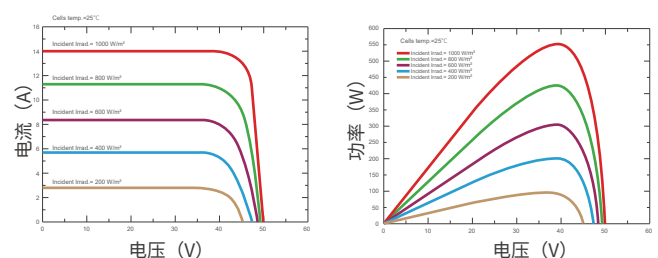 Cells temp.=25℃
16
14
12
10
8
6
4
2
0
Incident Irrad.= 1000 W/m²
Incident Irrad.= 800 W/m²
Incident Irrad.= 600 W/m²
Incident Irrad.= 400 W/m²
Incident Irrad.= 200 W/m²
电流（A）
0 10 20 30 40 50 60
电压（V）
Cells temp.=25℃
600
550
500
450
400
350
300
250
200
150
100
50
0
Incident Irrad.= 1000 W/m²
Incident Irrad.= 800 W/m²
Incident Irrad.= 600 W/m²
Incident Irrad.= 400 W/m²
Incident Irrad.= 200 W/m²
功率（W）
0 10 20 30 40 50 60
电压（V）